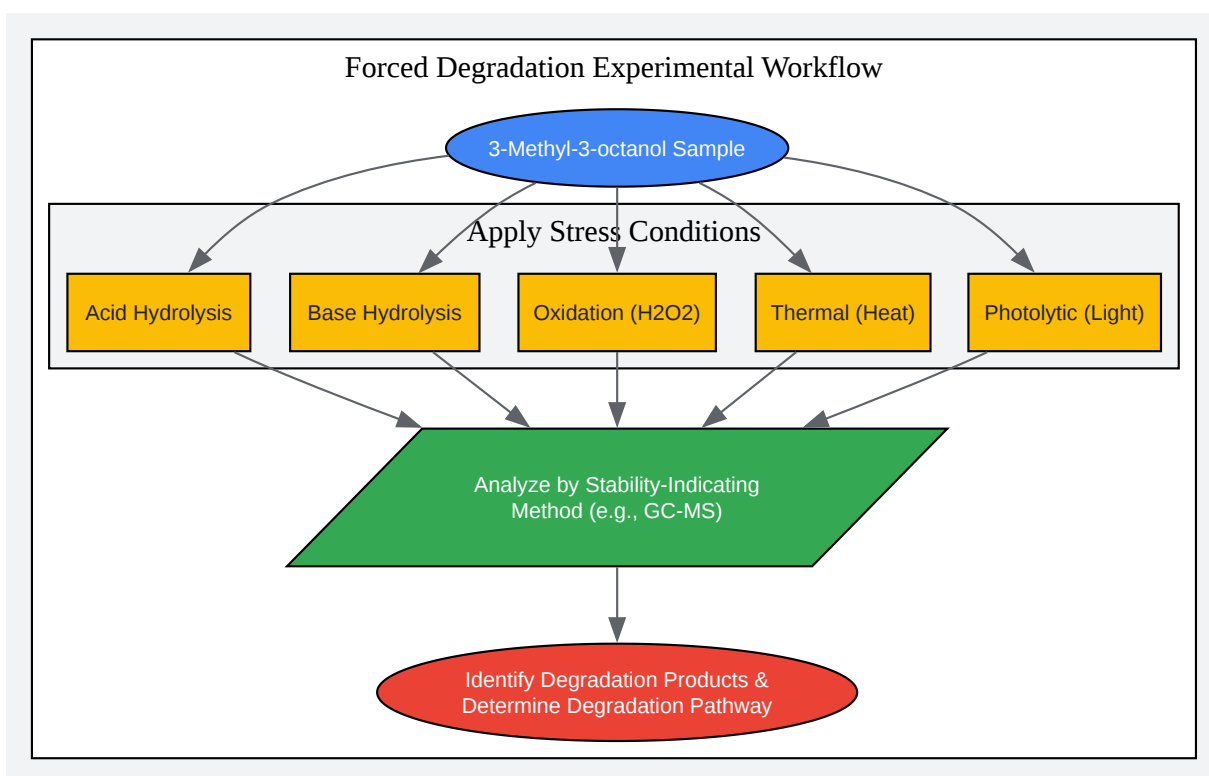 Forced Degradation Experimental Workflow
3-Methyl-3-octanol Sample
Apply Stress Conditions
Acid Hydrolysis
Base Hydrolysis
Oxidation (H2O2)
Thermal (Heat)
Photolytic (Light)
Analyze by Stability-Indicating
Method (e.g., GC-MS)
Identify Degradation Products &
Determine Degradation Pathway